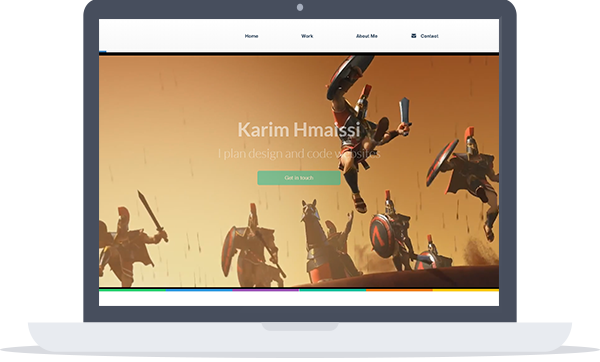 Home Work About Me Contact
Karim Hmaissi
I plan design and code websites
Get in touch